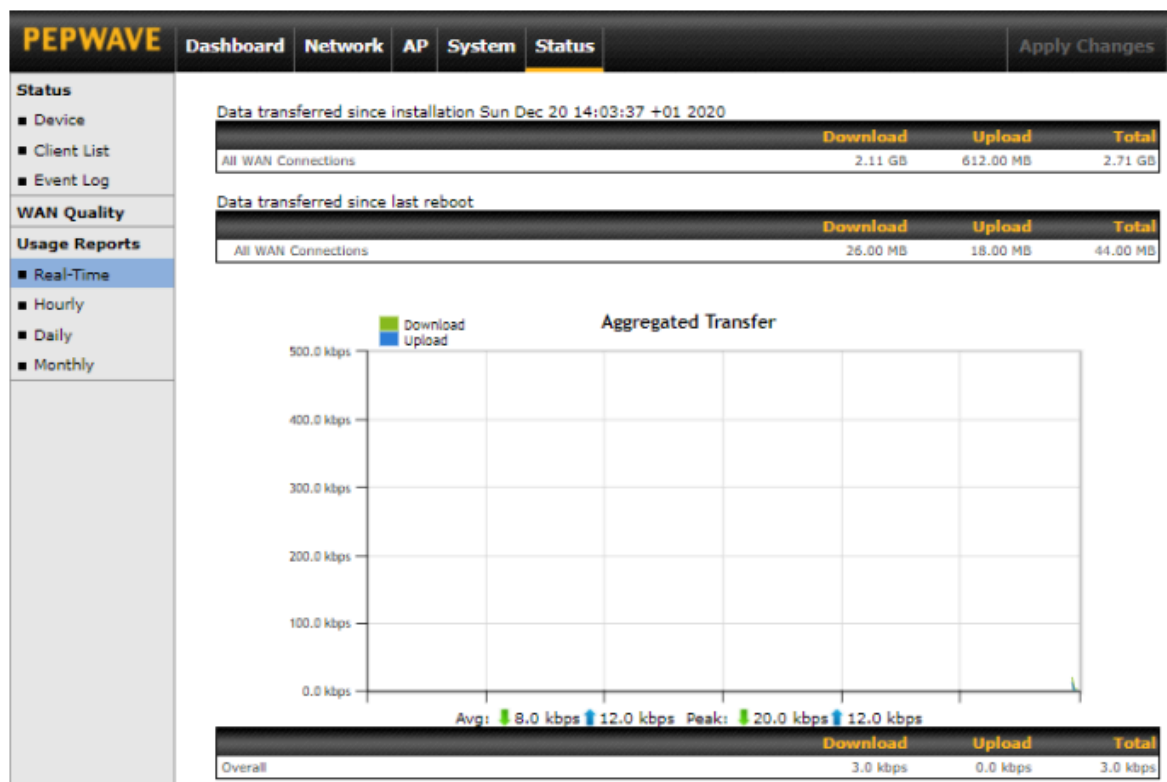 PEPWAVE Dashboard Network AP System Status Apply Changes
Status
Device
Client List
Event Log
WAN Quality
Usage Reports
Real-Time
Hourly
Daily
Monthly
Data transferred since installation Sun Dec 20 14:03:37 +01 2020
Download Upload Total
All WAN Connections 2.11 GB 612.00 MB 2.71 GB
Data transferred since last reboot
Download Upload Total
All WAN Connections 26.00 MB 18.00 MB 44.00 MB
Download
Upload
Aggregated Transfer
500.0 kbps
400.0 kbps
300.0 kbps
200.0 kbps
100.0 kbps
0.0 kbps
Avg: 8.0 kbps 12.0 kbps Peak: 20.0 kbps 12.0 kbps
Download Upload Total
Overall 3.0 kbps 0.0 kbps 3.0 kbps